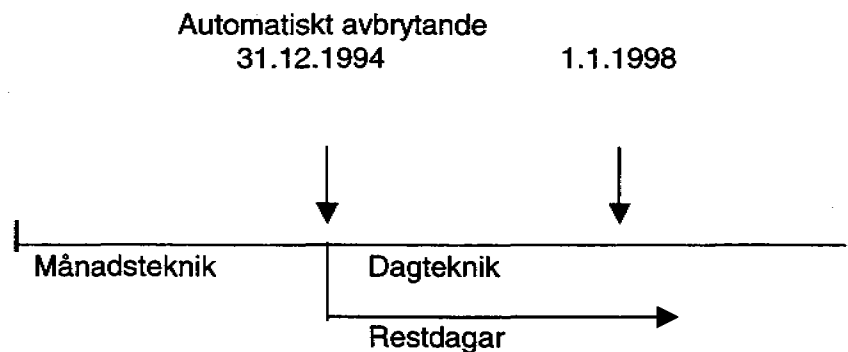 Automatiskt avbrytande
31.12.1994 1.1.1998
Månadsteknik Dagteknik
Restdagar